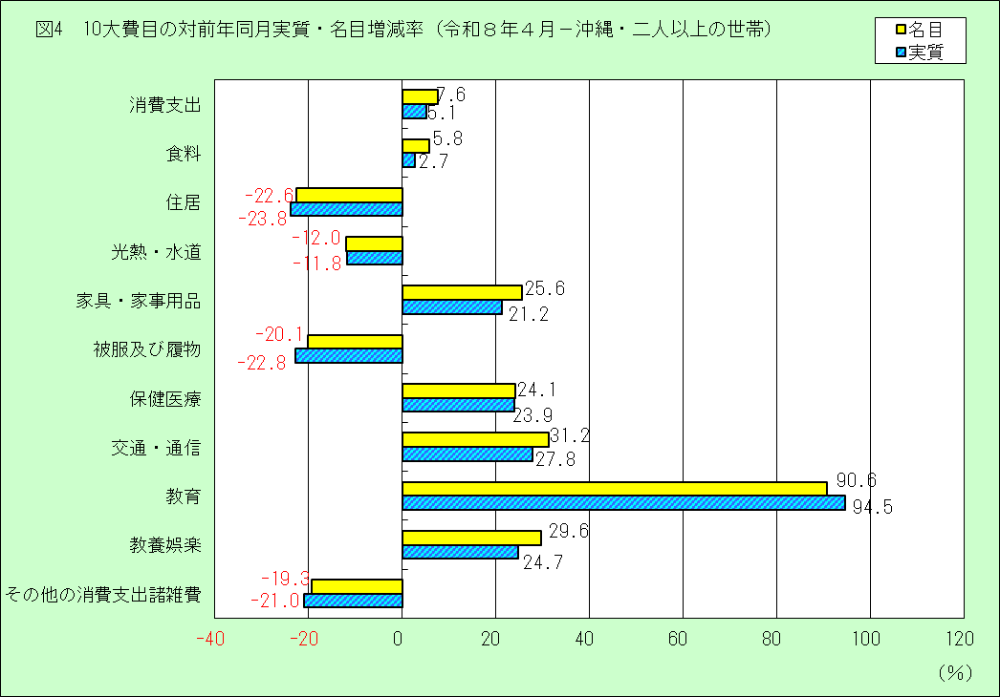 図4　10大費目の対前年同月実質・名目増減率（令和８年４月－沖縄・二人以上の世帯）
名目
実質
消費支出
7.6
5.1
食料
5.8
2.7
住居
-22.6
-23.8
光熱・水道
-12.0
-11.8
家具・家事用品
25.6
21.2
被服及び履物
-20.1
-22.8
保健医療
24.1
23.9
交通・通信
31.2
27.8
教育
90.6
94.5
教養娯楽
29.6
24.7
その他の消費支出諸雑費
-19.3
-21.0
-40 -20 0 20 40 60 80 100 120
（%）